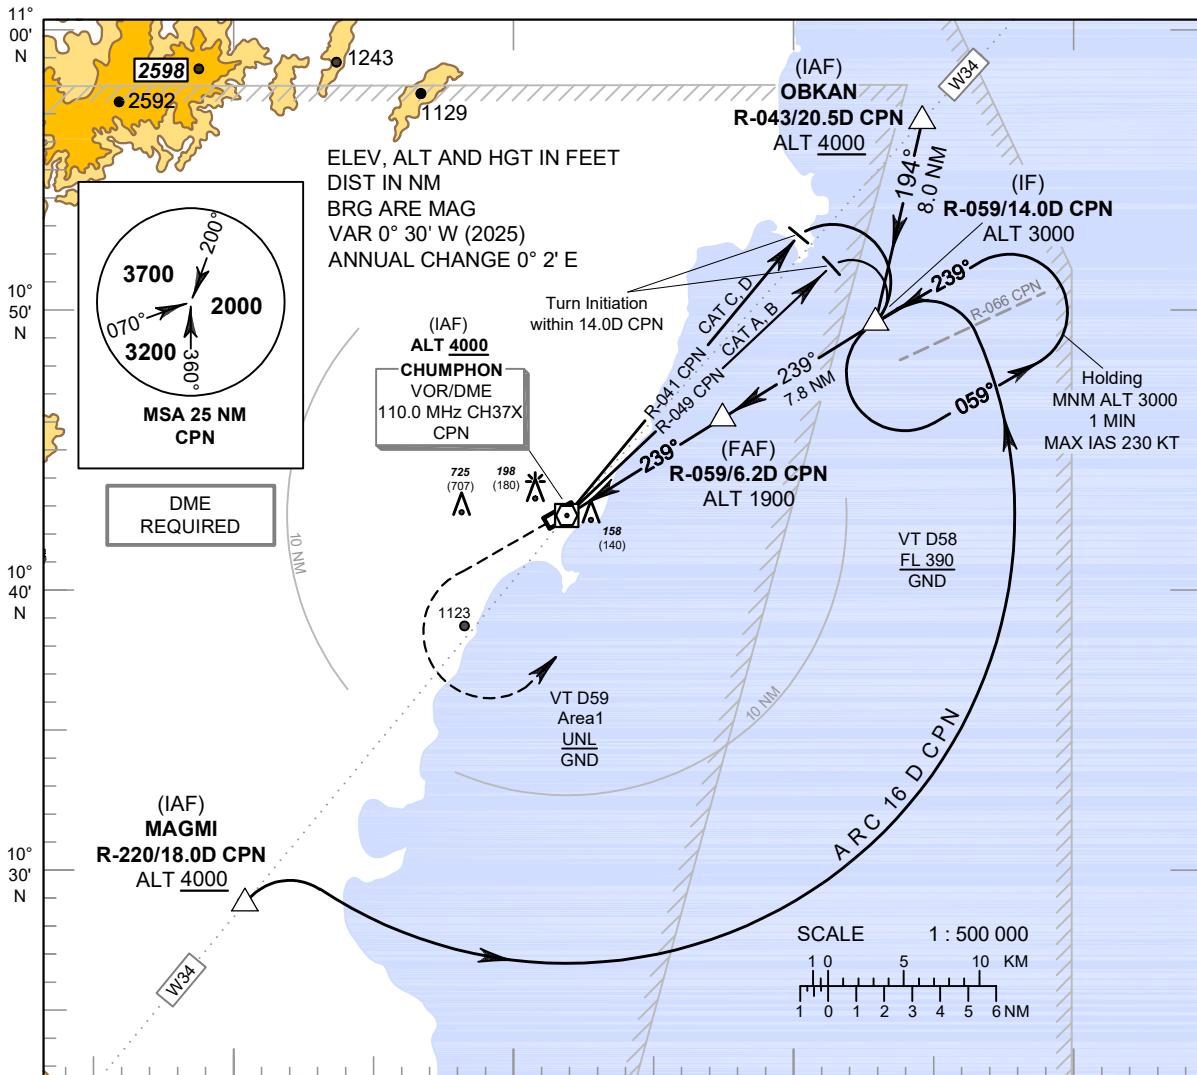 11°
00'
N
2598
2592
1243
1129
ELEV, ALT AND HGT IN FEET
DIST IN NM
BRG ARE MAG
VAR 0° 30' W (2025)
ANNUAL CHANGE 0° 2' E
(IAF)
OBKAN
R-043/20.5D CPN
ALT 4000
W34
194°
8.0 NM
(IF)
R-059/14.0D CPN
ALT 3000
200°
3700
2000
070°
3200
360°
MSA 25 NM
CPN
10°
50'
N
Turn Initiation
within 14.0D CPN
R-041 CPN CAT C, D
R-049 CPN CAT A, B
239°
R-066 CPN
059°
Holding
MNM ALT 3000
1 MIN
MAX IAS 230 KT
(IAF)
ALT 4000
CHUMPHON
VOR/DME
110.0 MHz CH37X
CPN
239°
7.8 NM
239°
(FAF)
R-059/6.2D CPN
ALT 1900
DME
REQUIRED
725
(707)
198
(180)
158
(140)
10 NM
VT D58
FL 390
GND
10°
40'
N
1123
VT D59
Area1
UNL
GND
10 NM
ARC 16 D CPN
(IAF)
MAGMI
R-220/18.0D CPN
ALT 4000
10°
30'
N
W34
SCALE 1 : 500 000
1 0 5 10 KM
1 0 1 2 3 4 5 6 NM